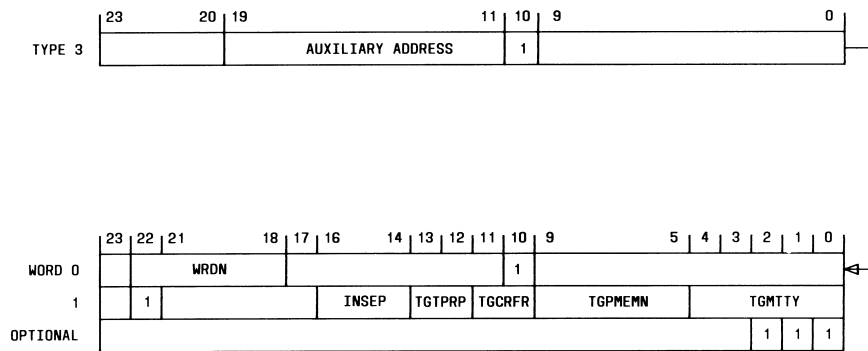 23 20 19 11 10 9 0
TYPE 3 AUXILIARY ADDRESS 1
23 22 21 18 17 16 14 13 12 11 10 9 5 4 3 2 1 0
WORD 0 WRDN 1
1 1 INSEP TGTPRP TGCRFR TGPMEMN TGMTTY
OPTIONAL 1 1 1